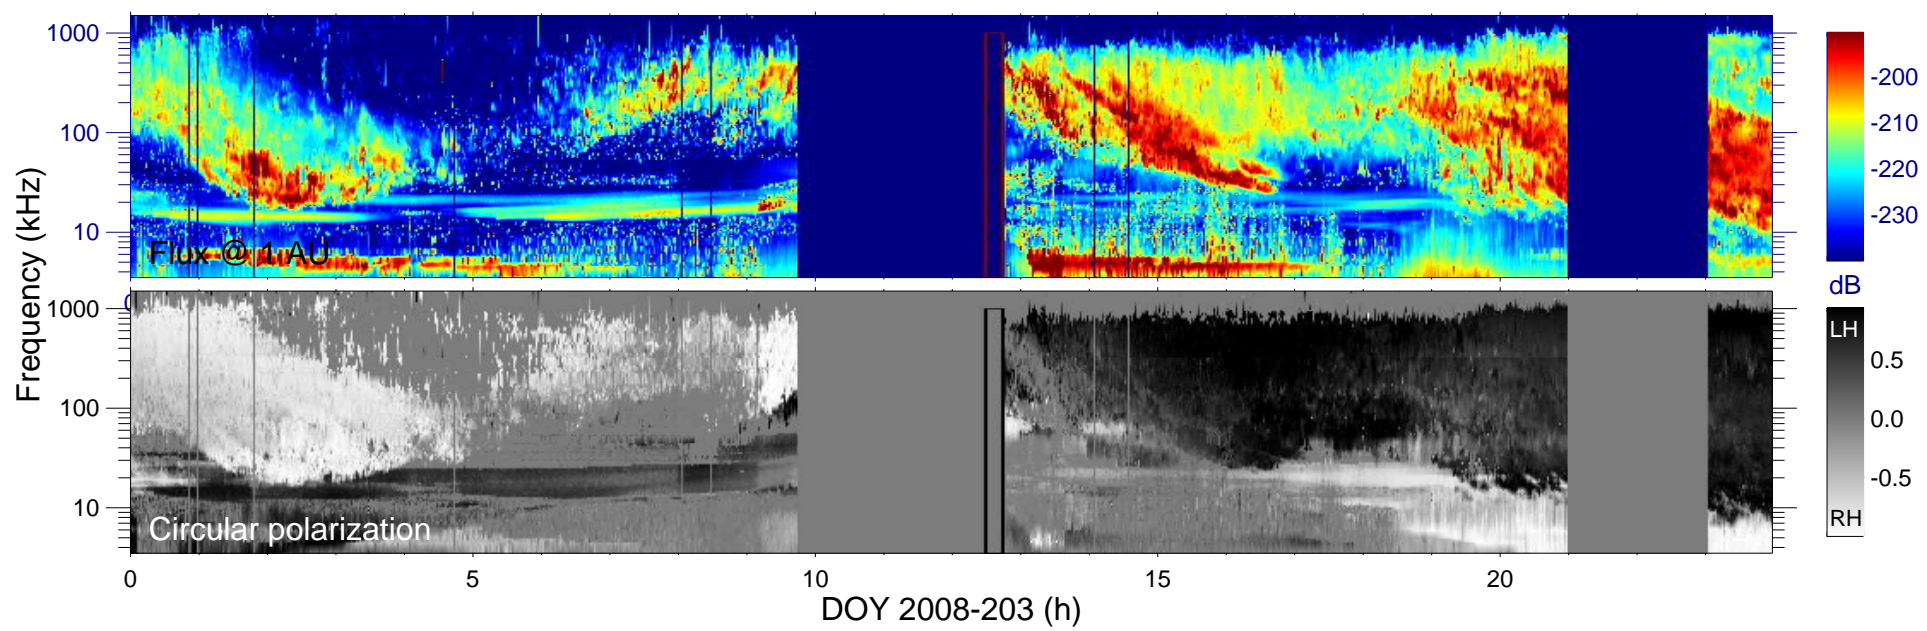 Frequency (kHz)
1000
100
10
Flux @ 1 AU
-200
-210
-220
-230
dB
0
1000
100
10
Circular polarization
LH
0.5
0.0
-0.5
RH
0
5
10
15
20
DOY 2008-203 (h)